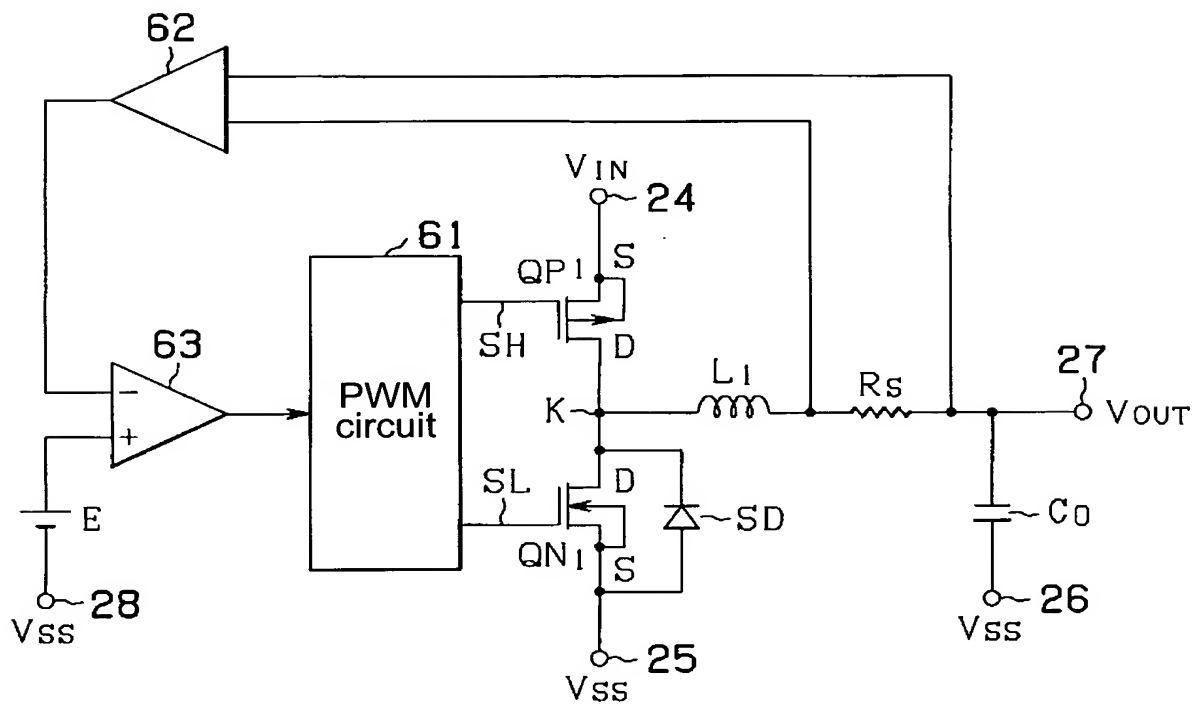 62
VIN
24
61
S
QP1
SH
D
63
PWM
circuit
L1
RS
27
K
VOUT
−
+
E
SL
D
SD
C0
QN1
S
28
VSS
26
VSS
25
VSS